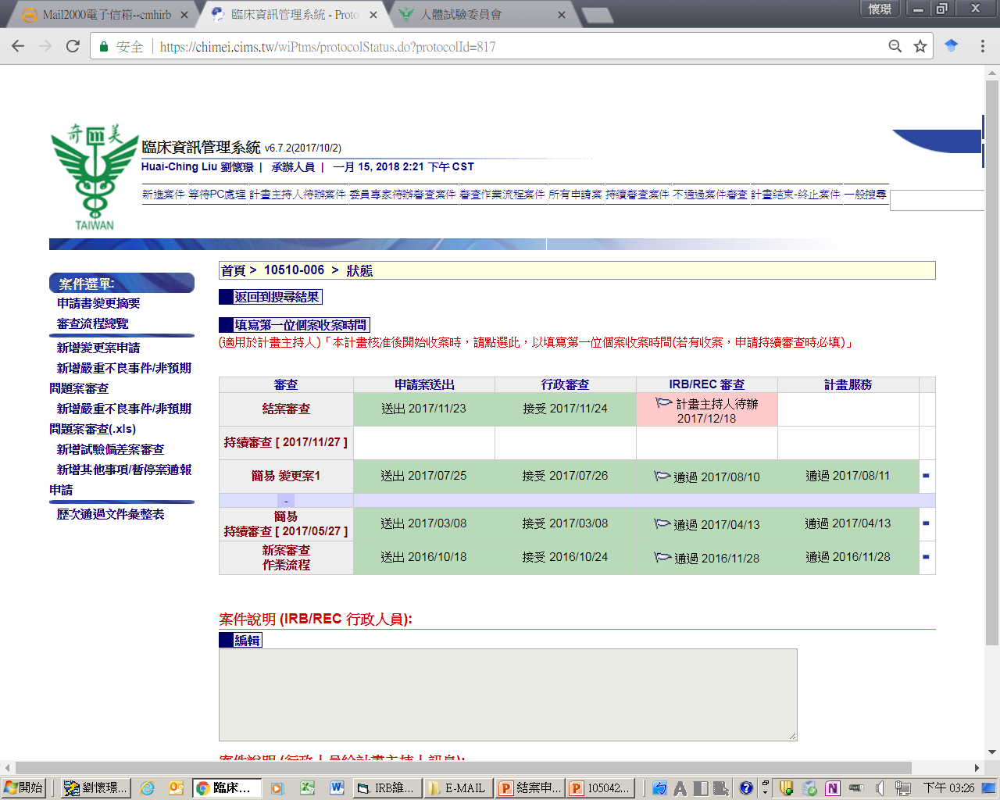 Mail2000電子信箱--cmhirb
臨床資訊管理系統 - Proto
人體試驗委員會
懷璟
安全
https://chimei.cims.tw/wiPtms/protocolStatus.do?protocolId=817
奇美
TAIWAN
臨床資訊管理系統 v6.7.2(2017/10/2)
Huai-Ching Liu 劉懷璟 | 承辦人員 | 一月 15, 2018 2:21 下午 CST
新進案件 等待PC處理 計畫主持人待辦案件 委員專家待辦審查案件 審查作業流程案件 所有申請案 持續審查案件 不通過案件審查 計畫結束-終止案件 一般搜尋
案件選單:
申請書變更摘要
審查流程總覽
新增變更案申請
新增嚴重不良事件/非預期
問題案審查
新增嚴重不良事件/非預期
問題案審查(.xls)
新增試驗偏差案審查
新增其他事項/暫停案通報
申請
歷次通過文件彙整表
首頁 > 10510-006 > 狀態
返回到搜尋結果
填寫第一位個案收案時間
(適用於計畫主持人)「本計畫核准後開始收案時，請點選此，以填寫第一位個案收案時間(若有收案，申請持續審查時必填)」
審查 申請案送出 行政審查 IRB/REC 審查 計畫服務
結案審查 送出 2017/11/23 接受 2017/11/24 計畫主持人待辦
2017/12/18
持續審查 [ 2017/11/27 ]
簡易 變更案1 送出 2017/07/25 接受 2017/07/26 通過 2017/08/10 通過 2017/08/11
-
簡易
持續審查 [ 2017/05/27 ] 送出 2017/03/08 接受 2017/03/08 通過 2017/04/13 通過 2017/04/13
新案審查
作業流程 送出 2016/10/18 接受 2016/10/24 通過 2016/11/28 通過 2016/11/28
案件說明 (IRB/REC 行政人員):
編輯
案件說明 (行政人員給計畫主持人訊息):
開始 劉懷璟... 臨床... IRB維... E-MAIL 結案申... 105042... 下午 03:26